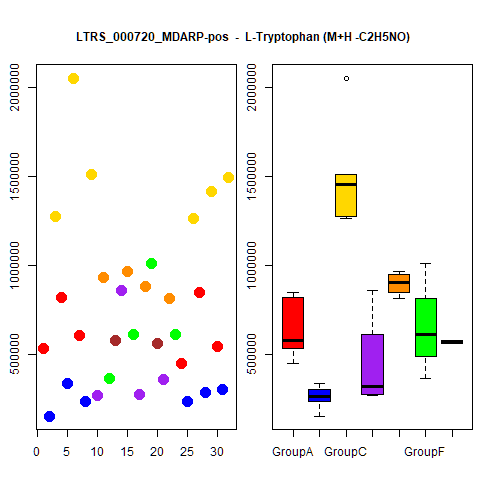 LTRS_000720_MDARP-pos - L-Tryptophan (M+H -C2H5NO)
2000000
1500000
1000000
500000
0 5 10 15 20 25 30
2000000
1500000
1000000
500000
GroupA GroupC GroupF